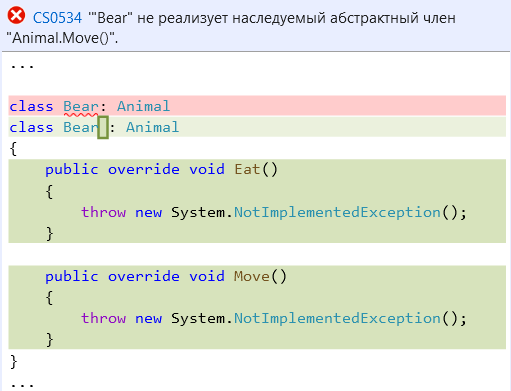 CS0534 '"Bear" не реализует наследуемый абстрактный член
"Animal.Move()".
...
class Bear: Animal
class Bear : Animal
{
    public override void Eat()
    {
        throw new System.NotImplementedException();
    }
    public override void Move()
    {
        throw new System.NotImplementedException();
    }
}
...